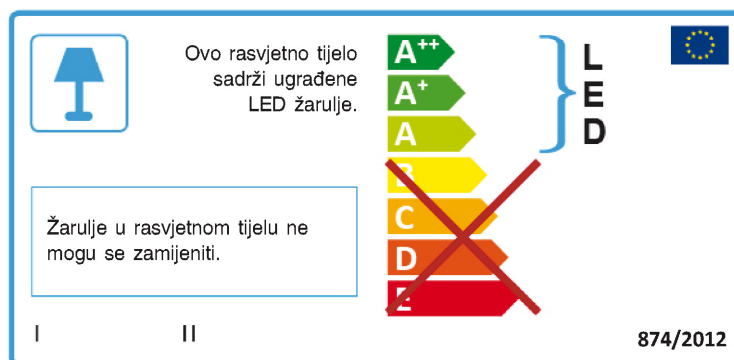 Ovo rasvjetno tijelo
sadrži ugrađene
LED žarulje.
A++
A+
A
B
C
D
E
L
E
D
Žarulje u rasvjetnom tijelu ne
mogu se zamijeniti.
I
II
874/2012